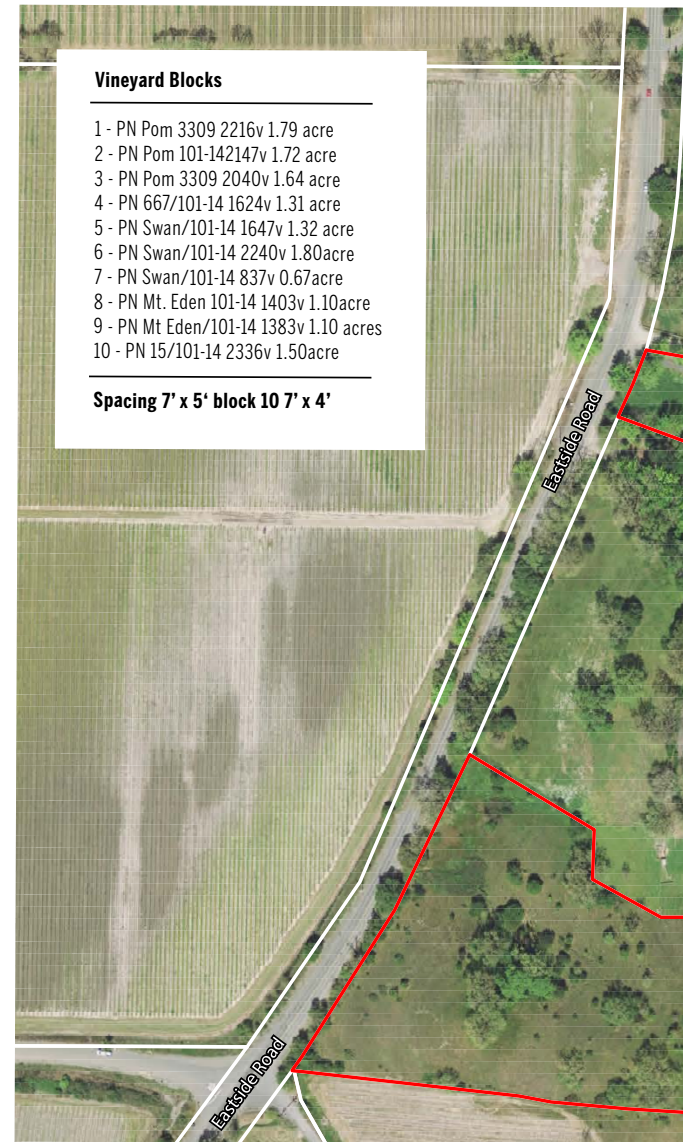 Vineyard Blocks
1 - PN Pom 3309 2216v 1.79 acre
2 - PN Pom 101-142147v 1.72 acre
3 - PN Pom 3309 2040v 1.64 acre
4 - PN 667/101-14 1624v 1.31 acre
5 - PN Swan/101-14 1647v 1.32 acre
6 - PN Swan/101-14 2240v 1.80acre
7 - PN Swan/101-14 837v 0.67acre
8 - PN Mt. Eden 101-14 1403v 1.10acre
9 - PN Mt Eden/101-14 1383v 1.10 acres
10 - PN 15/101-14 2336v 1.50acre
Spacing 7’ x 5‘ block 10 7’ x 4’
Eastside Road
Eastside Road